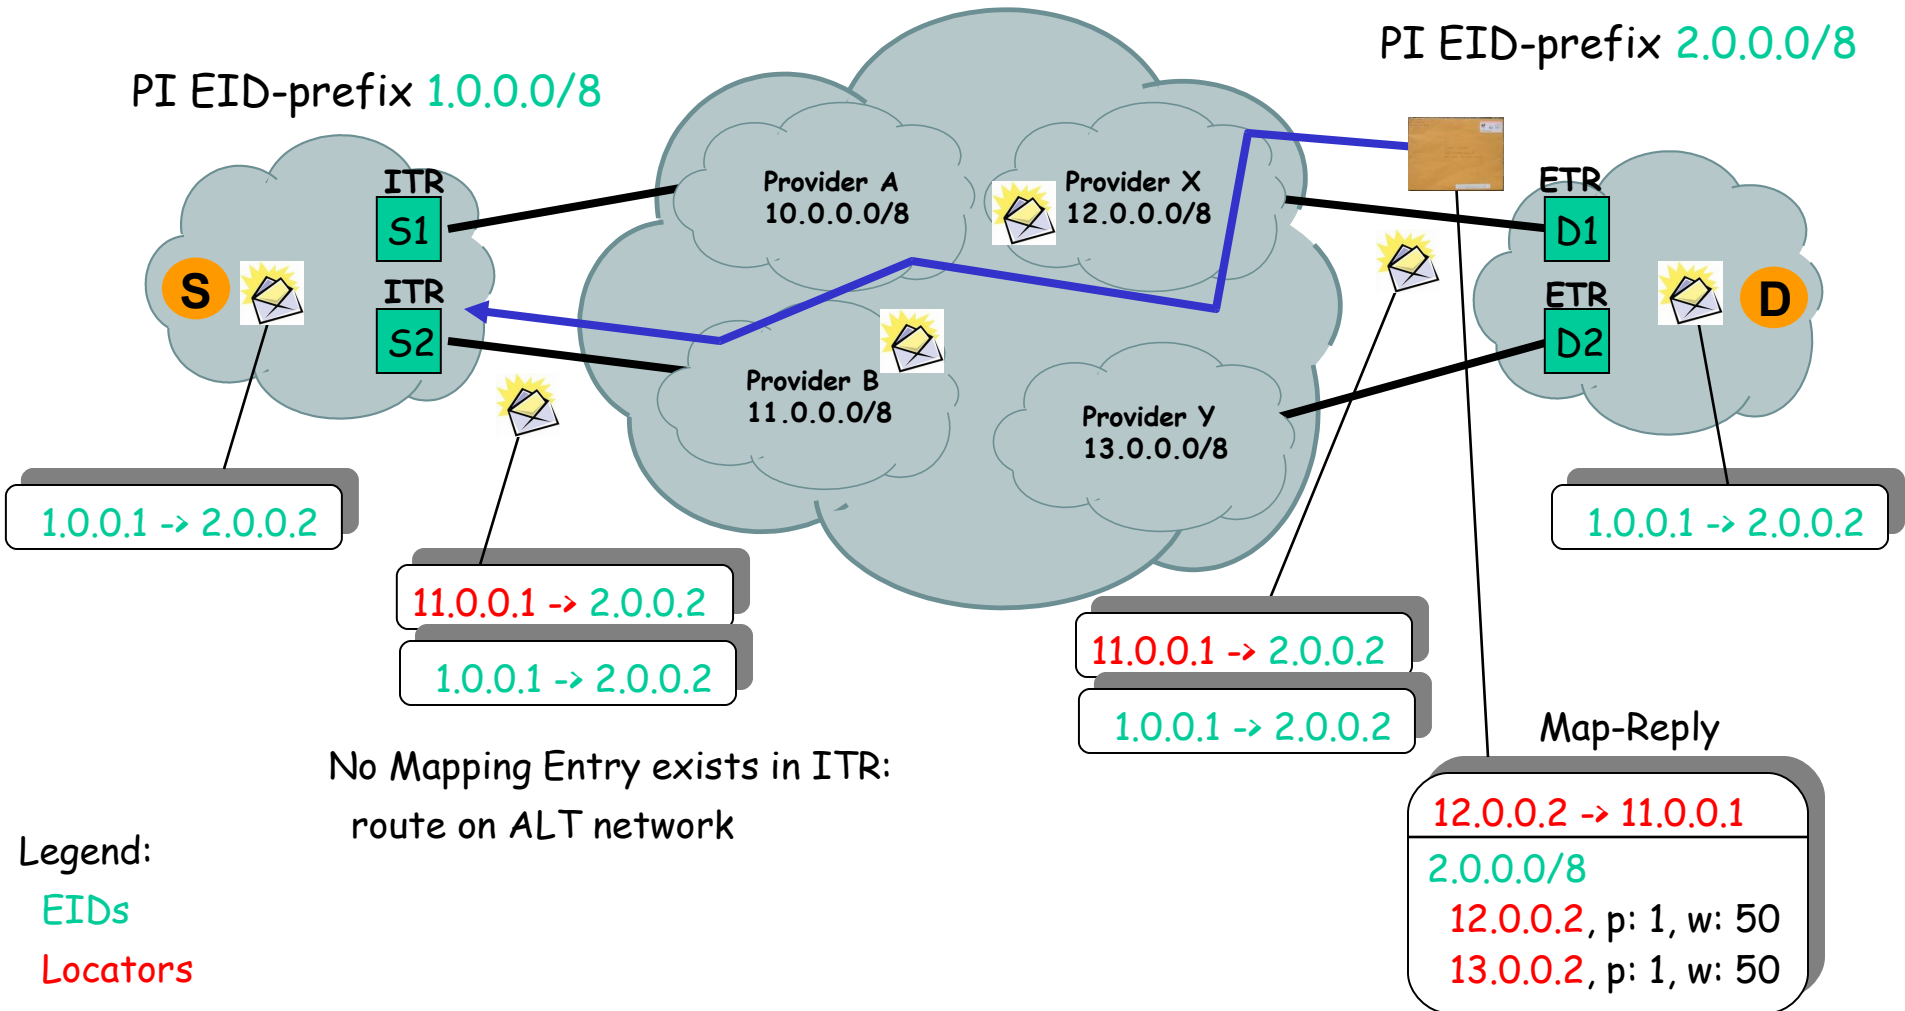 PI EID-prefix 1.0.0.0/8
PI EID-prefix 2.0.0.0/8
ITR
S1
S
ITR
S2
Provider A
10.0.0.0/8
Provider X
12.0.0.0/8
Provider B
11.0.0.0/8
Provider Y
13.0.0.0/8
ETR
D1
ETR
D2
D
1.0.0.1 -> 2.0.0.2
11.0.0.1 -> 2.0.0.2
1.0.0.1 -> 2.0.0.2
11.0.0.1 -> 2.0.0.2
1.0.0.1 -> 2.0.0.2
1.0.0.1 -> 2.0.0.2
No Mapping Entry exists in ITR:
route on ALT network
Map-Reply
12.0.0.2 -> 11.0.0.1
2.0.0.0/8
12.0.0.2, p: 1, w: 50
13.0.0.2, p: 1, w: 50
Legend:
EIDs
Locators